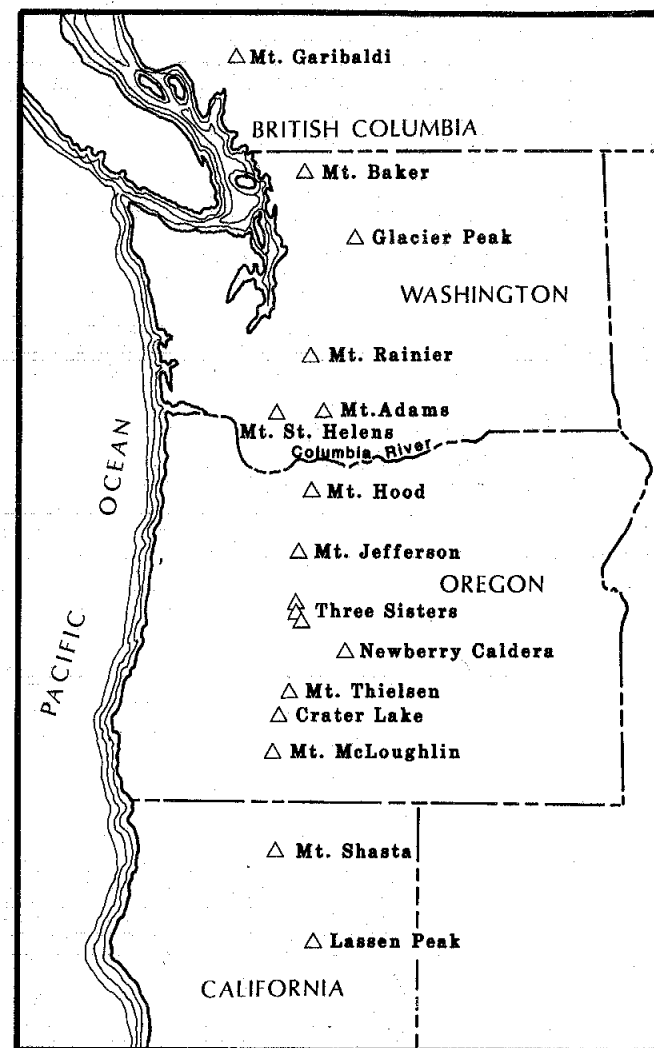 Mt. Garibaldi
BRITISH COLUMBIA
Mt. Baker
Glacier Peak
WASHINGTON
Mt. Rainier
Mt.Adams
Mt. St. Helens
Columbia River
PACIFIC OCEAN
Mt. Hood
Mt. Jefferson
OREGON
Three Sisters
Newberry Caldera
Mt. Thielsen
Crater Lake
Mt. McLoughlin
Mt. Shasta
Lassen Peak
CALIFORNIA